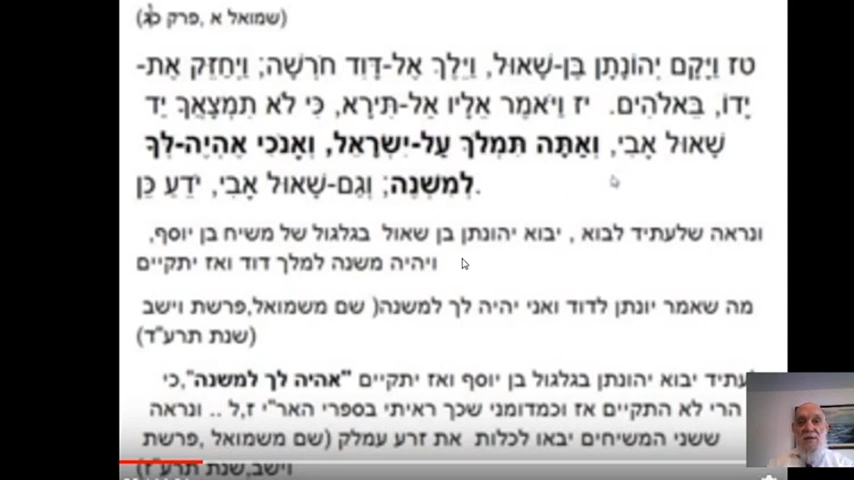 (שמואל א ,פרק כג)
טז וַיָּקָם יְהוֹנָתָן בֶּן-שָׁאוּל, וַיֵּלֶךְ אֶל-דָּוִד חֹרְשָׁה; וַיְחַזֵּק אֶת-
יָדוֹ, בֵּאלֹהִים. יז וַיֹּאמֶר אֵלָיו אַל-תִּירָא, כִּי לֹא תִמְצָאֲךָ יַד
שָׁאוּל אָבִי, וְאַתָּה תִּמְלֹךְ עַל-יִשְׂרָאֵל, וְאָנֹכִי אֶהְיֶה-לְּךָ
לְמִשְׁנֶה; וְגַם-שָׁאוּל אָבִי, יֹדֵעַ כֵּן.
ונראה שלעתיד לבוא , יבוא יהונתן בן שאול בגלגול של משיח בן יוסף,
ויהיה משנה למלך דוד ואז יתקיים
מה שאמר יונתן לדוד ואני יהיה לך למשנה( שם משמואל,פרשת וישב
(שנת תרע"ד)
עתיד יבוא יהונתן בגלגול בן יוסף ואז יתקיים "אהיה לך למשנה",כי
הרי לא התקיים אז וכמדומני שכך ראיתי בספרי האר"י ז,ל .. ונראה
ששני המשיחים יבאו לכלות את זרע עמלק (שם משמואל ,פרשת
וישב,שנת תרע"ז)